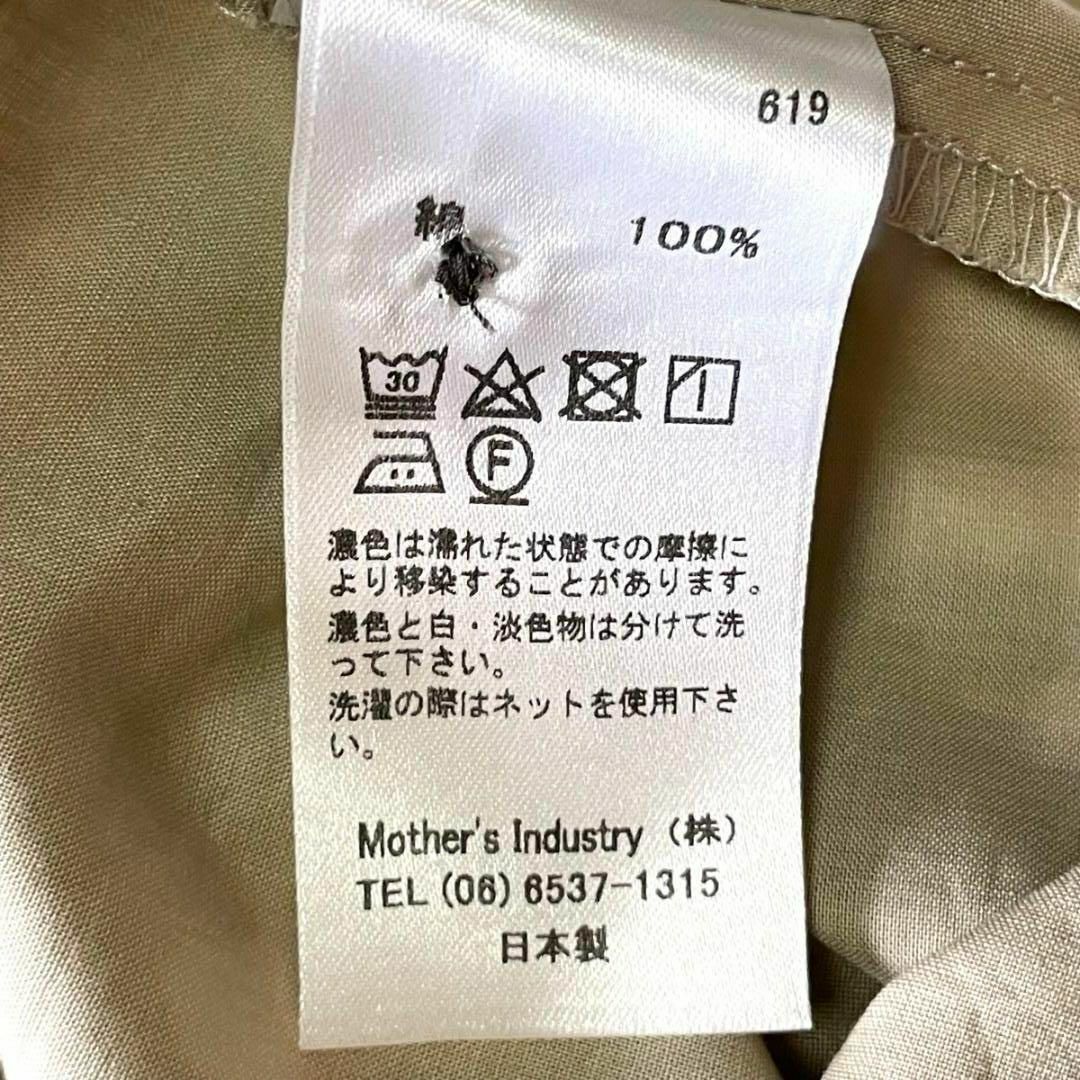 619
綿 100%
30
F
濃色は濡れた状態での摩擦に
より移染することがあります。
濃色と白・淡色物は分けて洗
って下さい。
洗濯の際はネットを使用下さ
い。
Mother's Industry (株)
TEL (06) 6537-1315
日本製